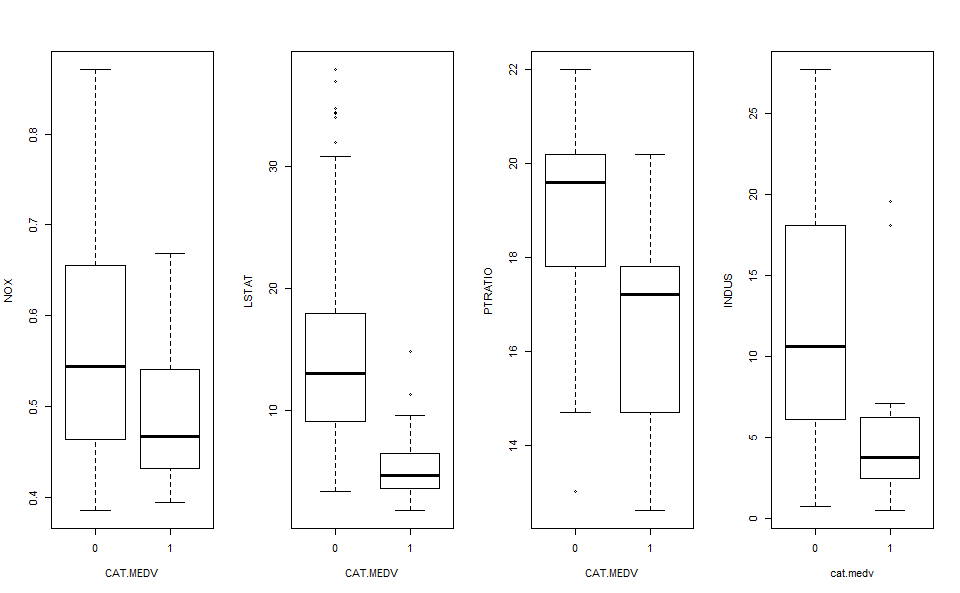 NOX
0.4 0.5 0.6 0.7 0.8
0 1
CAT.MEDV
LSTAT
10 20 30
0 1
CAT.MEDV
PTRATIO
14 16 18 20 22
0 1
CAT.MEDV
INDUS
0 5 10 15 20 25
0 1
cat.medv